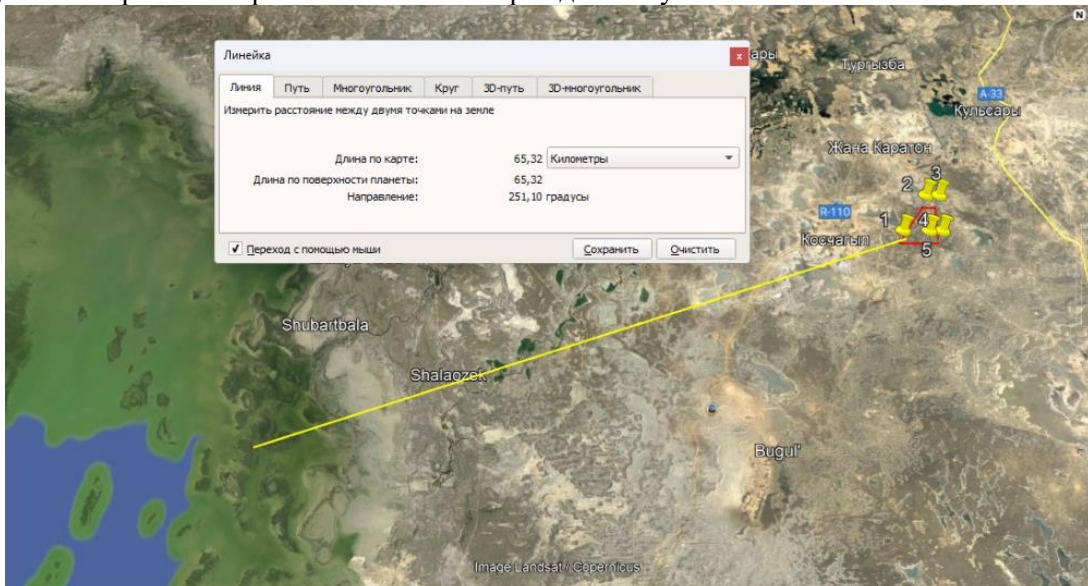 Линейка
Линия Путь Многоугольник Круг 3D-путь 3D-многоугольник
Измерить расстояние между двумя точками на земле
Длина по карте: 65,32 Километры
Длина по поверхности планеты: 65,32
Направление: 251,10 градусы
Переход с помощью мыши Сохранить Очистить
N
Тургызба
A-33
Кульсары
Жана Каратон
3
2
R-110
1
4
Косчагыл
5
Shubartbala
Shalaozek
Bugul'
Image Landsat / Copernicus